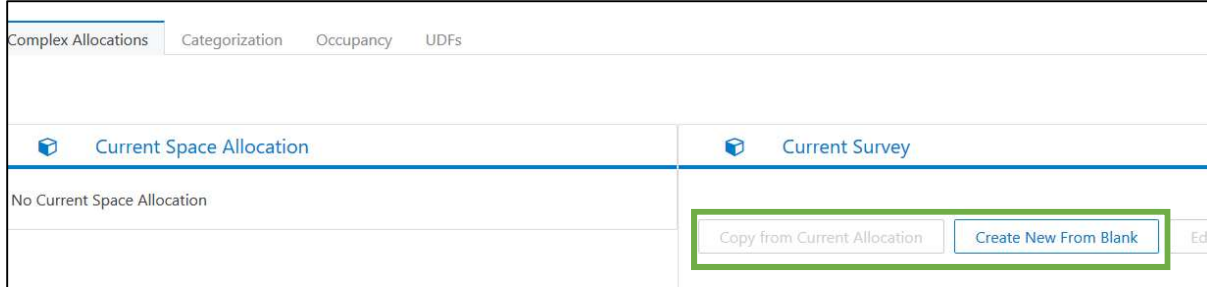 Complex Allocations Categorization Occupancy UDFs
Current Space Allocation Current Survey
No Current Space Allocation
Copy from Current Allocation Create New From Blank Ed